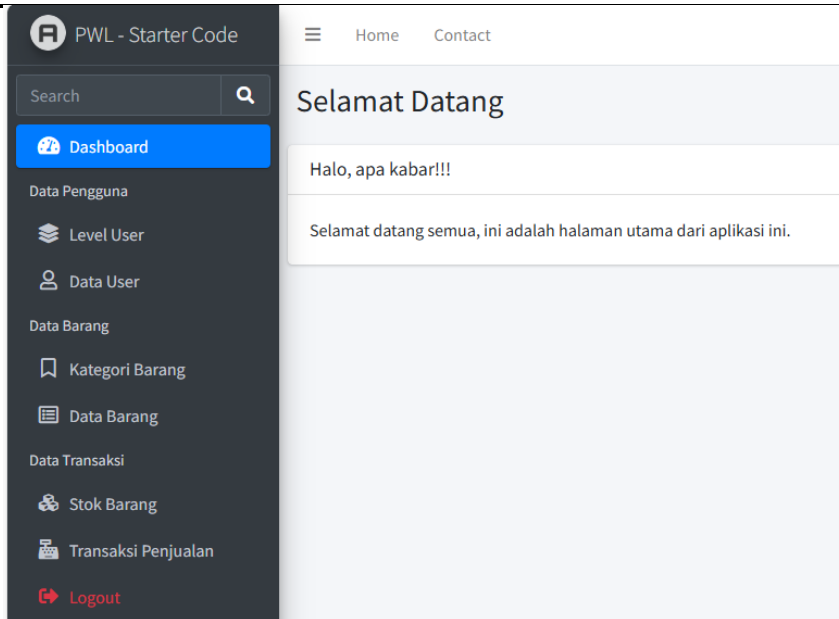 PWL - Starter Code
Search
Dashboard
Data Pengguna
Level User
Data User
Data Barang
Kategori Barang
Data Barang
Data Transaksi
Stok Barang
Transaksi Penjualan
Logout
Home Contact
Selamat Datang
Halo, apa kabar!!!
Selamat datang semua, ini adalah halaman utama dari aplikasi ini.